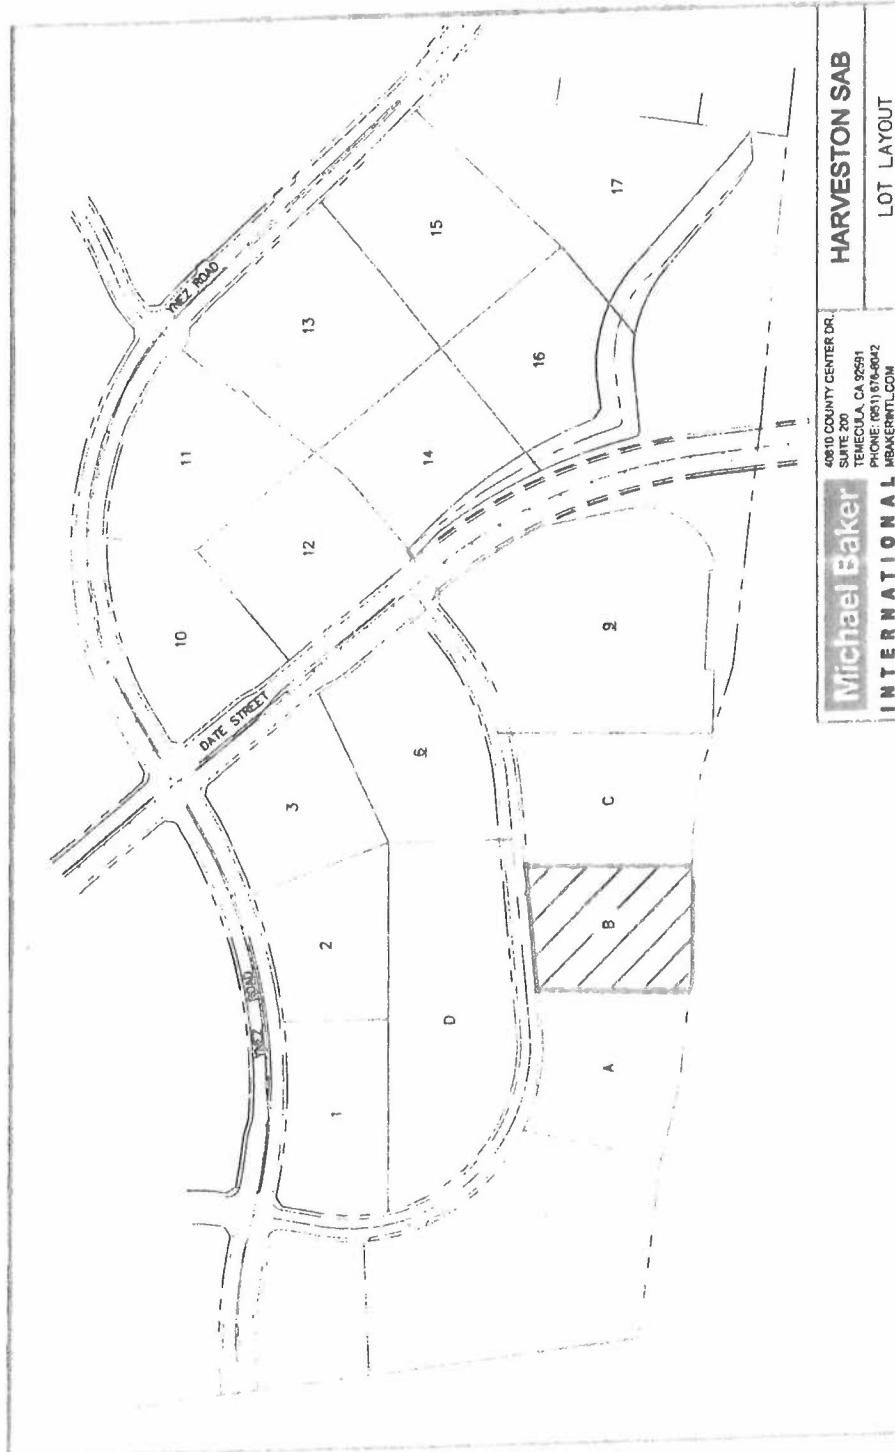 YNEZ ROAD
DATE STREET
YNEZ ROAD
1
2
3
6
9
10
11
12
13
14
15
16
17
A
B
C
D
Michael Baker
INTERNATIONAL
40810 COUNTY CENTER DR.
SUITE 200
TEMECULA, CA 92591
PHONE: (951) 676-8042
MBAKERINTL.COM
HARVESTON SAB
LOT LAYOUT